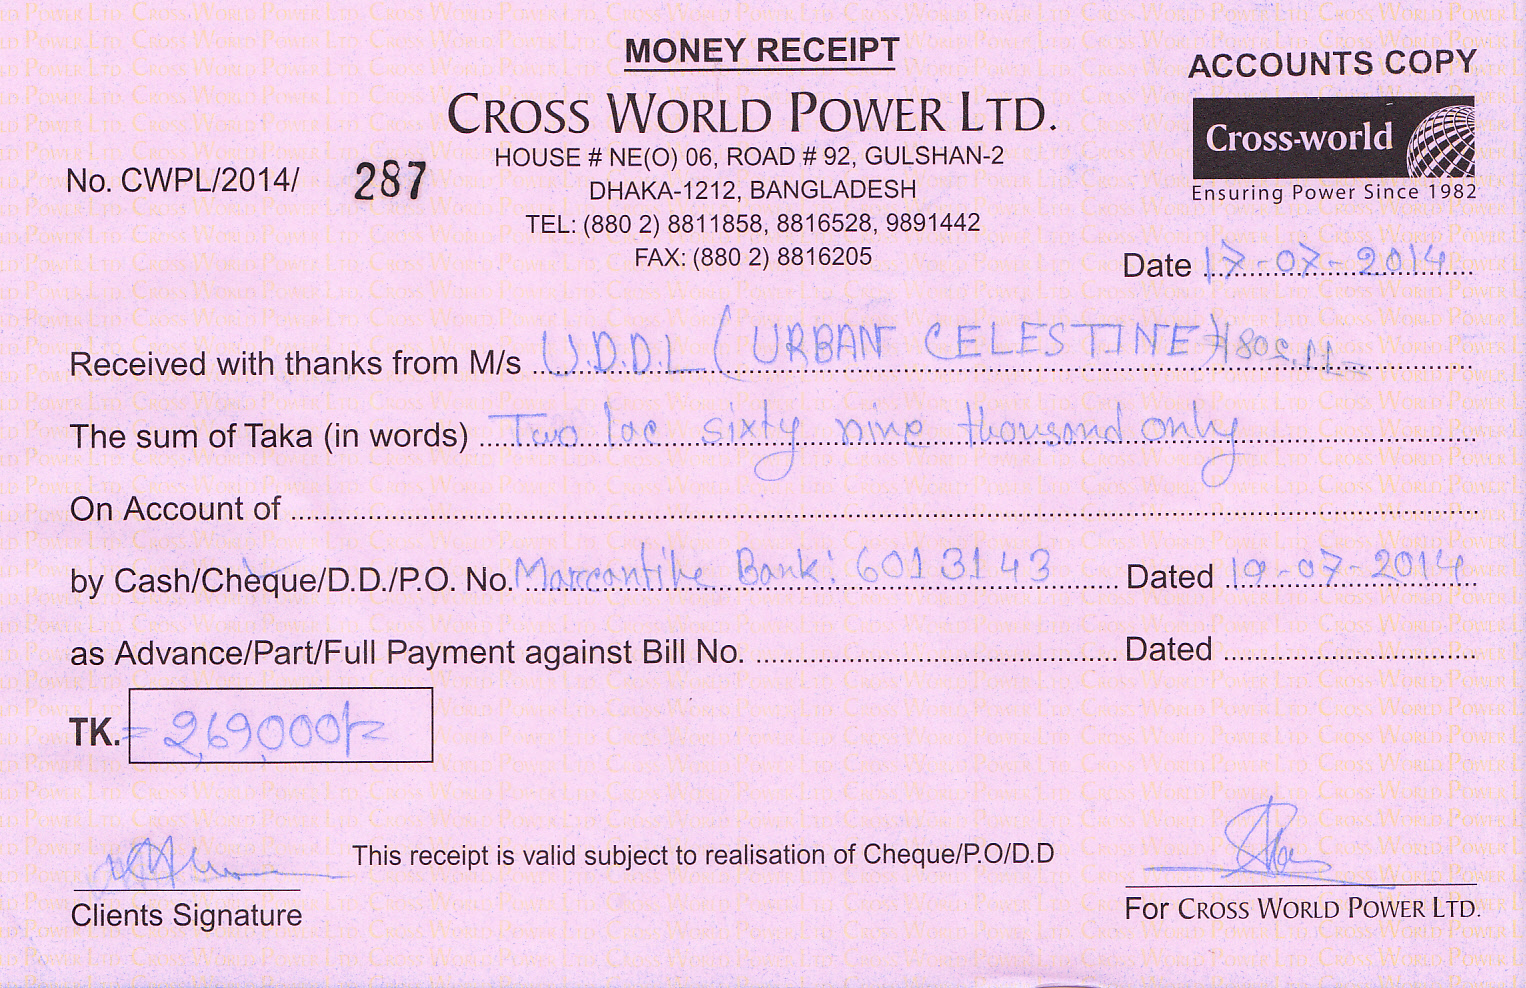 MONEY RECEIPT
ACCOUNTS COPY
CROSS WORLD POWER LTD.
Cross-world
Ensuring Power Since 1982
HOUSE # NE(O) 06, ROAD # 92, GULSHAN-2
No. CWPL/2014/ 287
DHAKA-1212, BANGLADESH
TEL: (880 2) 8811858, 8816528, 9891442
FAX: (880 2) 8816205
Date 17-07-2014
Received with thanks from M/s U.D.D.L (URBAN CELESTINE)
The sum of Taka (in words) Two lac sixty nine thousand only
On Account of
by Cash/Cheque/D.D./P.O. No. Marcantile Bank: 6013143 Dated 19-07-2014
as Advance/Part/Full Payment against Bill No. Dated
TK. = 2,69,000/=
This receipt is valid subject to realisation of Cheque/P.O/D.D
Clients Signature
For CROSS WORLD POWER LTD.